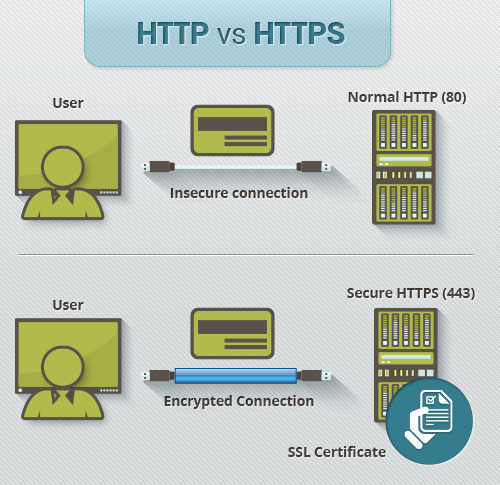 HTTP vs HTTPS
User
Normal HTTP (80)
Insecure connection
User
Secure HTTPS (443)
Encrypted Connection
SSL Certificate